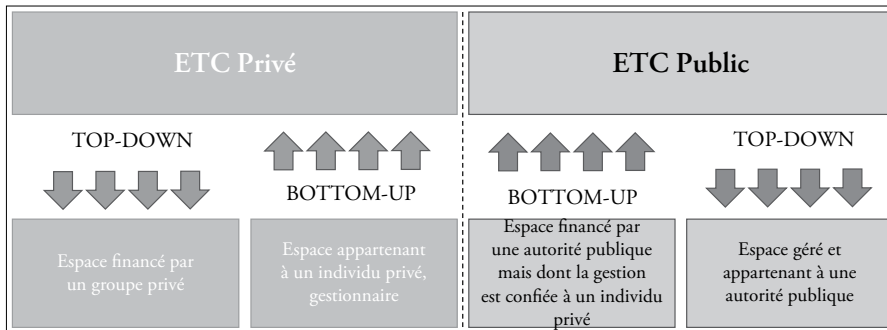 ETC Privé
ETC Public
TOP-DOWN
BOTTOM-UP
BOTTOM-UP
TOP-DOWN
Espace financé par
un groupe privé
Espace appartenant
à un individu privé,
gestionnaire
Espace financé par
une autorité publique
mais dont la gestion
est confiée à un individu
privé
Espace géré et
appartenant à une
autorité publique